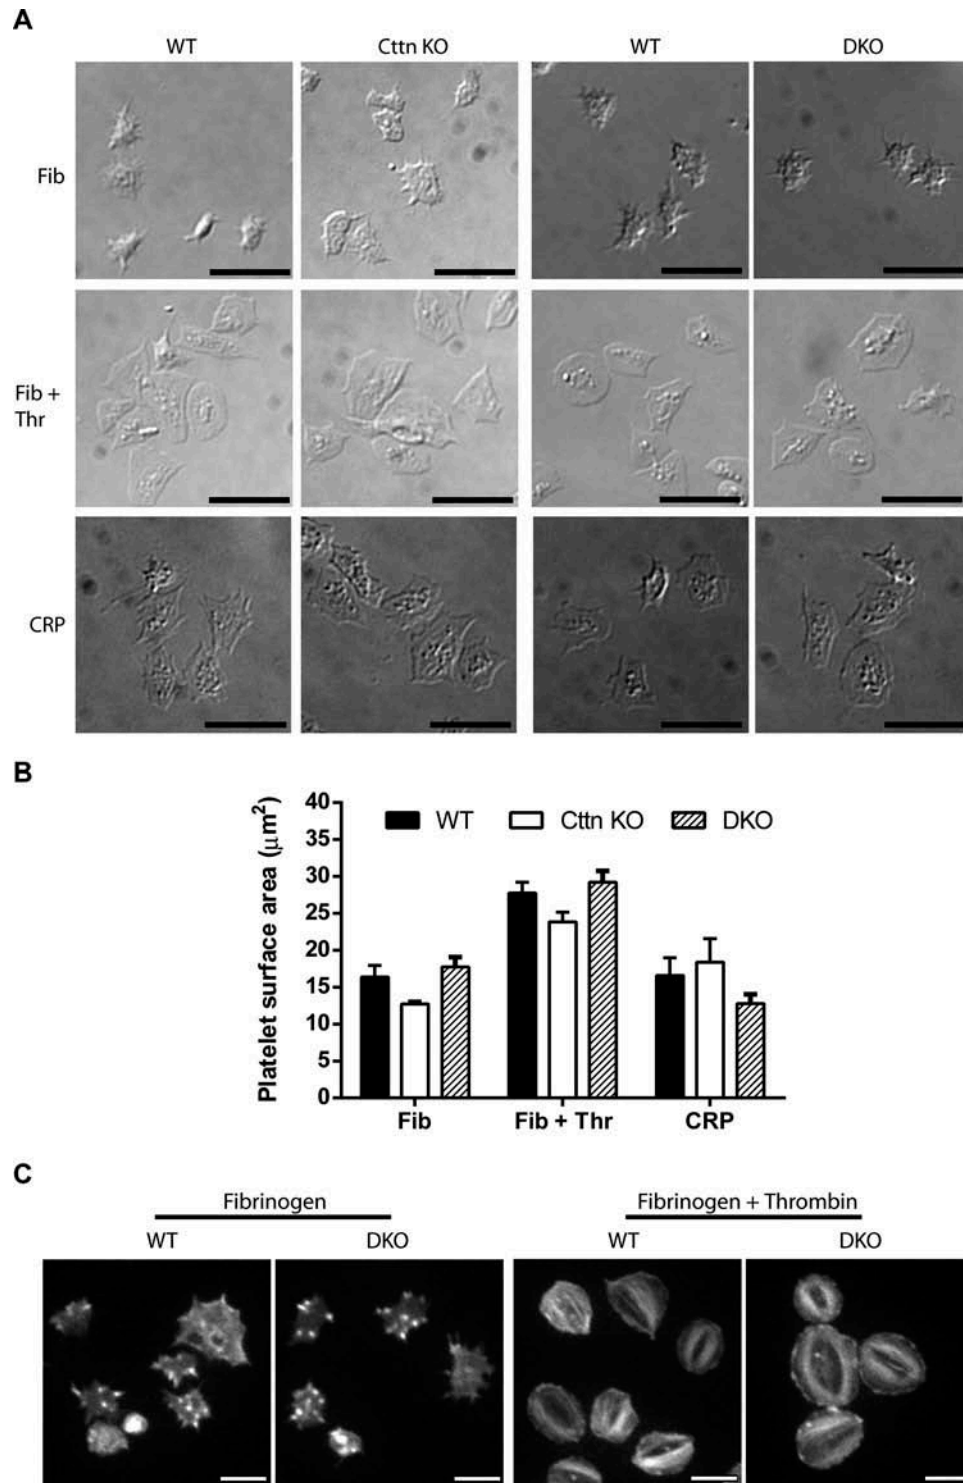 A
WT Cttn KO WT DKO
Fib
Fib +
Thr
CRP
B
Platelet surface area (μm²)
40
35
30
25
20
15
10
5
0
WT Cttn KO DKO
Fib Fib + Thr CRP
C
Fibrinogen Fibrinogen + Thrombin
WT DKO WT DKO